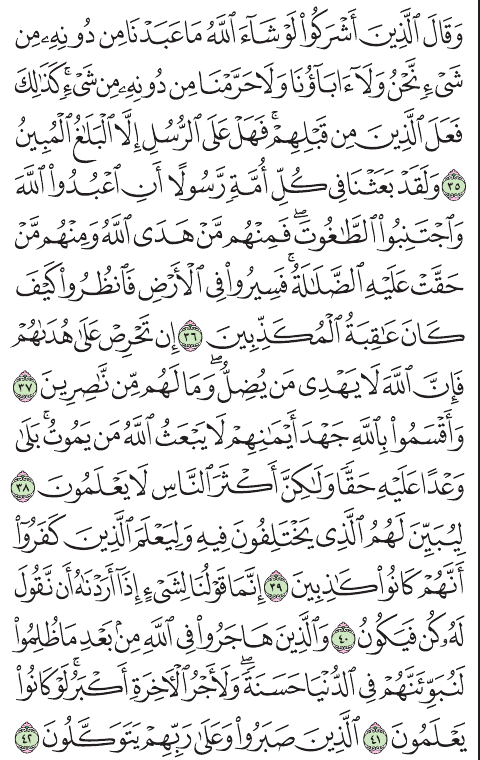 وَقَالَ ٱلَّذِينَ أَشْرَكُوا۟ لَوْ شَآءَ ٱللَّهُ مَا عَبَدْنَا مِن دُونِهِۦ مِن
شَىْءٍ نَّحْنُ وَلَآ ءَابَآؤُنَا وَلَا حَرَّمْنَا مِن دُونِهِۦ مِن شَىْءٍ ۚ كَذَٰلِكَ
فَعَلَ ٱلَّذِينَ مِن قَبْلِهِمْ ۚ فَهَلْ عَلَى ٱلرُّسُلِ إِلَّا ٱلْبَلَٰغُ ٱلْمُبِينُ
٣٥ وَلَقَدْ بَعَثْنَا فِى كُلِّ أُمَّةٍ رَّسُولًا أَنِ ٱعْبُدُوا۟ ٱللَّهَ
وَٱجْتَنِبُوا۟ ٱلطَّٰغُوتَ ۖ فَمِنْهُم مَّنْ هَدَى ٱللَّهُ وَمِنْهُم مَّنْ
حَقَّتْ عَلَيْهِ ٱلضَّلَٰلَةُ ۚ فَسِيرُوا۟ فِى ٱلْأَرْضِ فَٱنظُرُوا۟ كَيْفَ
كَانَ عَٰقِبَةُ ٱلْمُكَذِّبِينَ ٣٦ إِن تَحْرِصْ عَلَىٰ هُدَىٰهُمْ
فَإِنَّ ٱللَّهَ لَا يَهْدِى مَن يُضِلُّ ۖ وَمَا لَهُم مِّن نَّٰصِرِينَ ٣٧
وَأَقْسَمُوا۟ بِٱللَّهِ جَهْدَ أَيْمَٰنِهِمْ لَا يَبْعَثُ ٱللَّهُ مَن يَمُوتُ ۚ بَلَىٰ
وَعْدًا عَلَيْهِ حَقًّا وَلَٰكِنَّ أَكْثَرَ ٱلنَّاسِ لَا يَعْلَمُونَ ٣٨
لِيُبَيِّنَ لَهُمُ ٱلَّذِى يَخْتَلِفُونَ فِيهِ وَلِيَعْلَمَ ٱلَّذِينَ كَفَرُوٓا۟
أَنَّهُمْ كَانُوا۟ كَٰذِبِينَ ٣٩ إِنَّمَا قَوْلُنَا لِشَىْءٍ إِذَآ أَرَدْنَٰهُ أَن نَّقُولَ
لَهُۥ كُن فَيَكُونُ ٤٠ وَٱلَّذِينَ هَاجَرُوا۟ فِى ٱللَّهِ مِنۢ بَعْدِ مَا ظُلِمُوا۟
لَنُبَوِّئَنَّهُمْ فِى ٱلدُّنْيَا حَسَنَةً ۖ وَلَأَجْرُ ٱلْءَاخِرَةِ أَكْبَرُ ۚ لَوْ كَانُوا۟
يَعْلَمُونَ ٤١ ٱلَّذِينَ صَبَرُوا۟ وَعَلَىٰ رَبِّهِمْ يَتَوَكَّلُونَ ٤٢